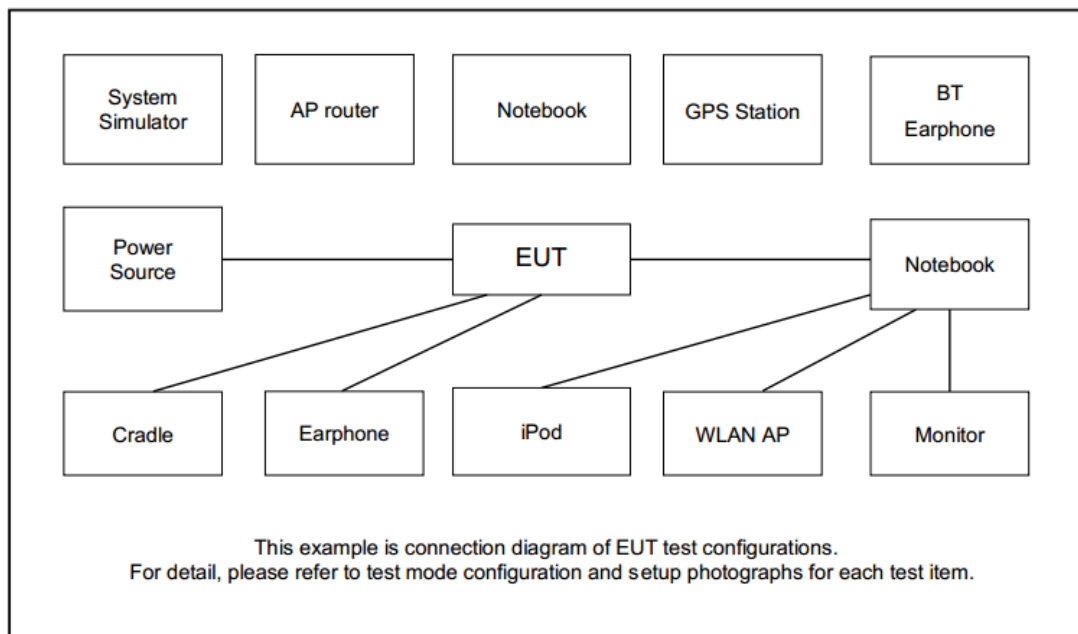 System
Simulator
AP router
Notebook
GPS Station
BT
Earphone
Power
Source
EUT
Notebook
Cradle
Earphone
iPod
WLAN AP
Monitor
This example is connection diagram of EUT test configurations.
For detail, please refer to test mode configuration and setup photographs for each test item.